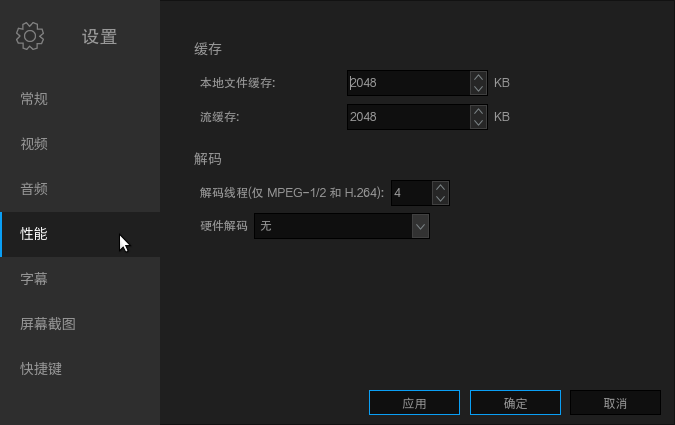 设置
常规
视频
音频
性能
字幕
屏幕截图
快捷键
缓存
本地文件缓存: 2048 KB
流缓存: 2048 KB
解码
解码线程(仅 MPEG-1/2 和 H.264): 4
硬件解码 无
应用 确定 取消